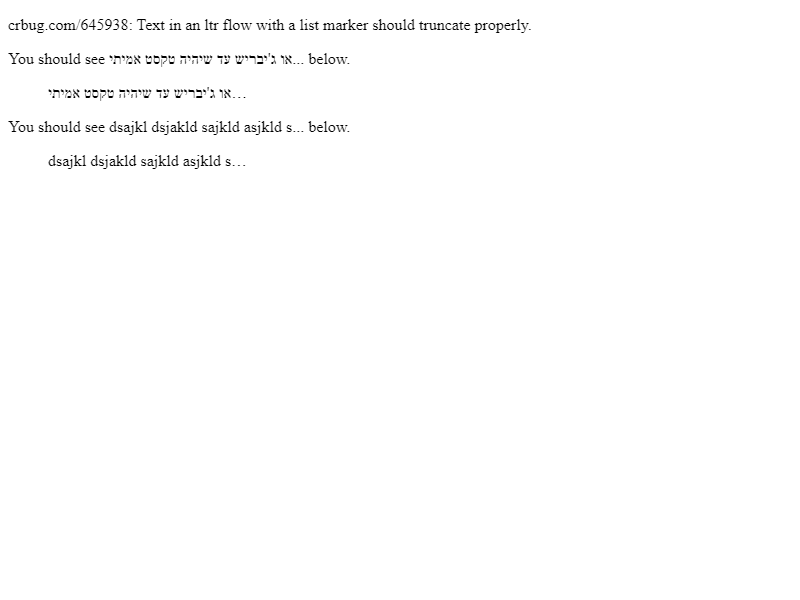 crbug.com/645938: Text in an ltr flow with a list marker should truncate properly.
You should see או ג'יבריש עד שיהיה טקסט אמיתי... below.
או ג'יבריש עד שיהיה טקסט אמיתי…
You should see dsajkl dsjakld sajkld asjkld s... below.
dsajkl dsjakld sajkld asjkld s…